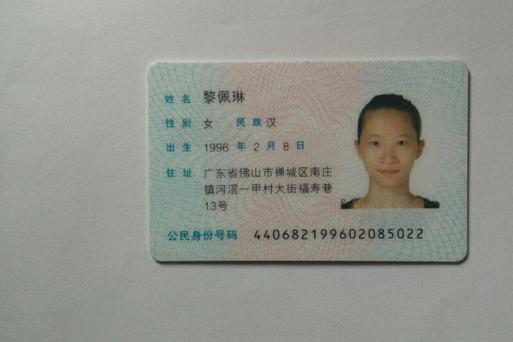 姓名 黎佩琳
性别 女 民族 汉
出生 1996 年 2 月 8 日
住址 广东省佛山市禅城区南庄
镇河滘一甲村大街福寿巷
13号
公民身份号码 440682199602085022